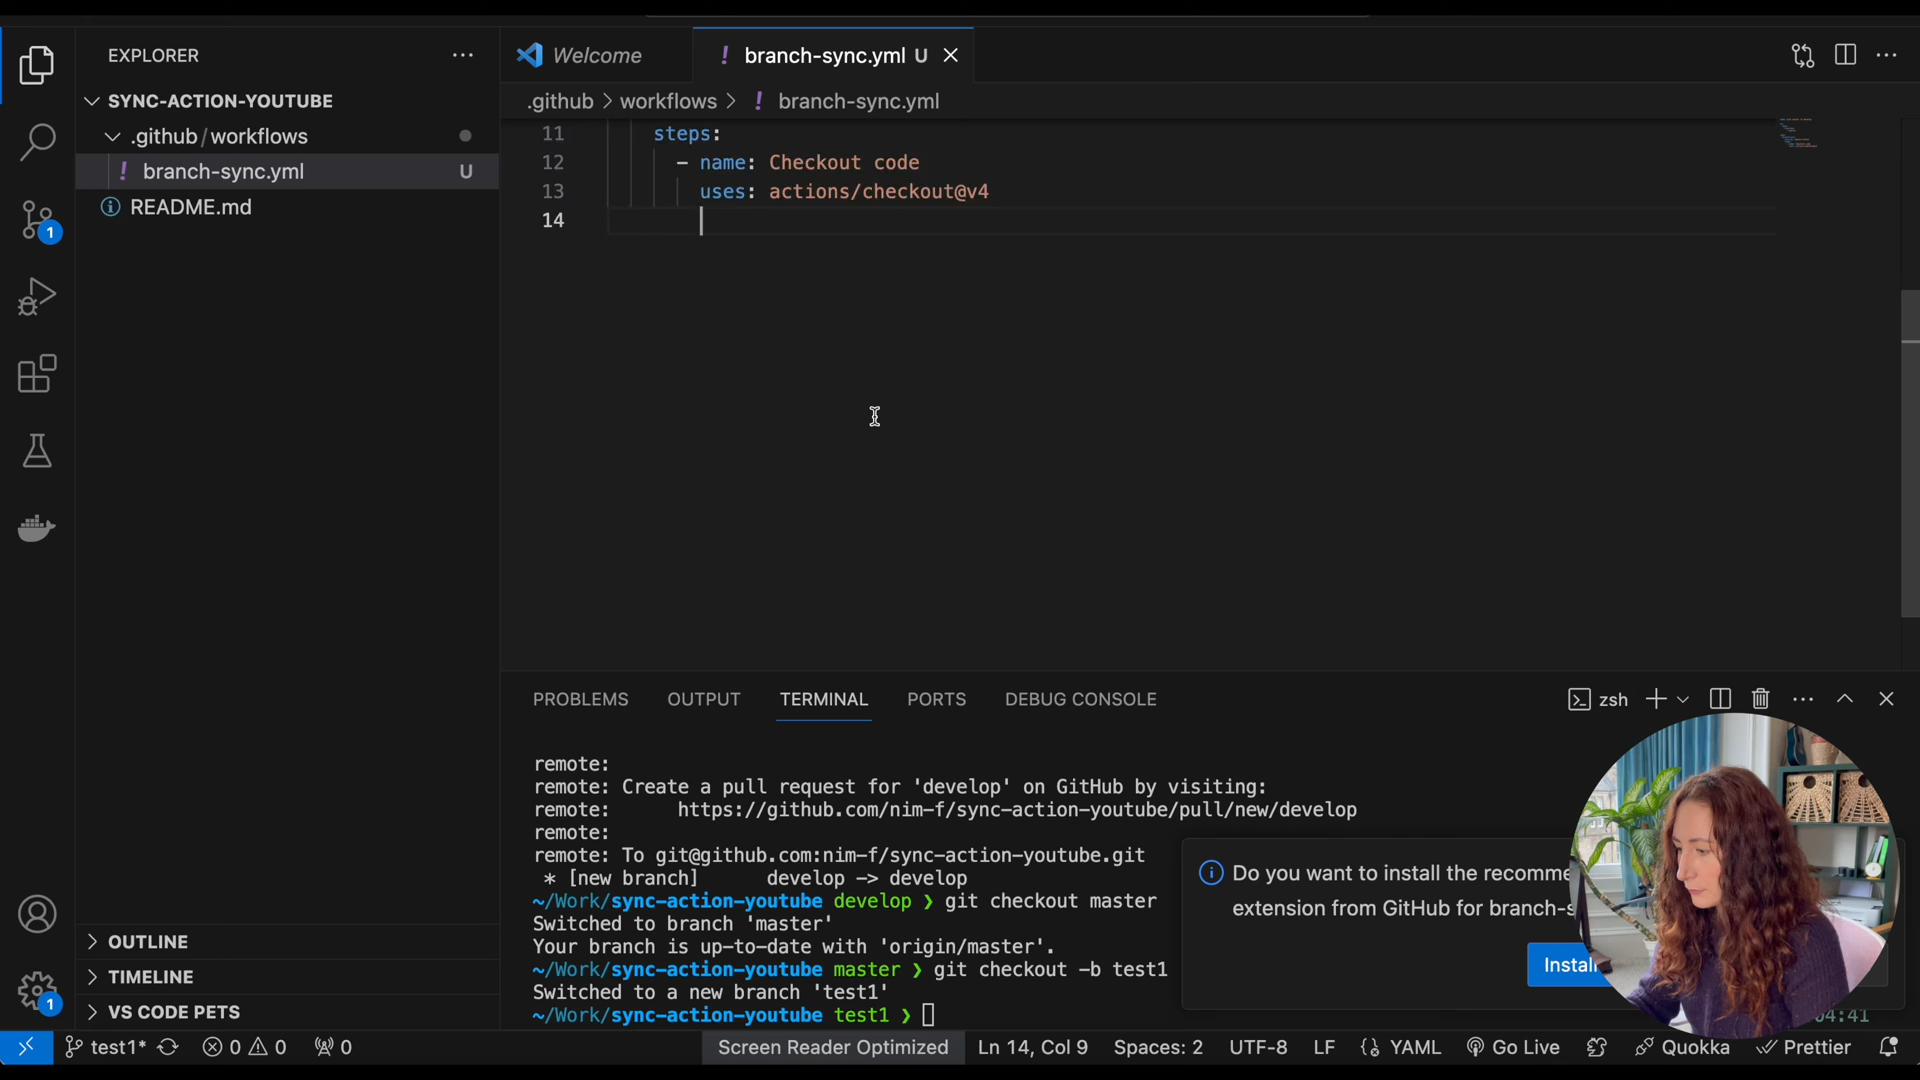 EXPLORER
SYNC-ACTION-YOUTUBE
.github / workflows
! branch-sync.yml U
README.md
OUTLINE
TIMELINE
VS CODE PETS
Welcome
! branch-sync.yml U
.github > workflows > ! branch-sync.yml
11 steps:
12 - name: Checkout code
13 uses: actions/checkout@v4
14
PROBLEMS OUTPUT TERMINAL PORTS DEBUG CONSOLE
zsh
remote:
remote: Create a pull request for 'develop' on GitHub by visiting:
remote: https://github.com/nim-f/sync-action-youtube/pull/new/develop
remote:
remote: To git@github.com:nim-f/sync-action-youtube.git
* [new branch] develop -> develop
~/Work/sync-action-youtube develop ❯ git checkout master
Switched to branch 'master'
Your branch is up-to-date with 'origin/master'.
~/Work/sync-action-youtube master ❯ git checkout -b test1
Switched to a new branch 'test1'
~/Work/sync-action-youtube test1 ❯
Do you want to install the recomme
extension from GitHub for branch-s
Install
04:41
1
1
test1* 0 0 0 Screen Reader Optimized Ln 14, Col 9 Spaces: 2 UTF-8 LF YAML Go Live Quokka Prettier